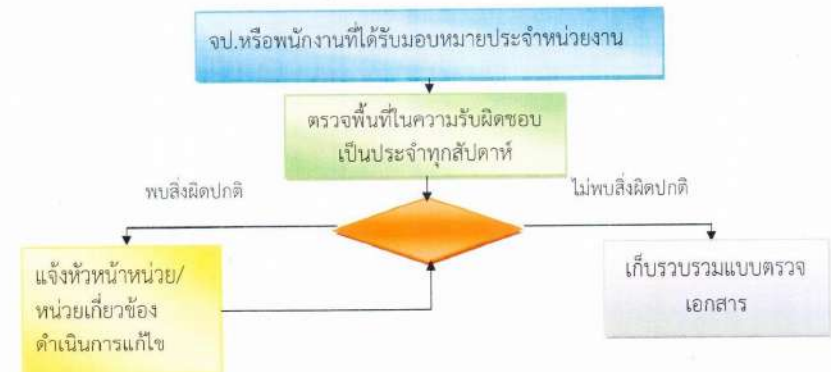 จป.หรือพนักงานที่ได้รับมอบหมายประจำหน่วยงาน
ตรวจพื้นที่ในความรับผิดชอบ
เป็นประจำทุกสัปดาห์
พบสิ่งผิดปกติ
ไม่พบสิ่งผิดปกติ
แจ้งหัวหน้าหน่วย/
หน่วยเกี่ยวข้อง
ดำเนินการแก้ไข
เก็บรวบรวมแบบตรวจ
เอกสาร